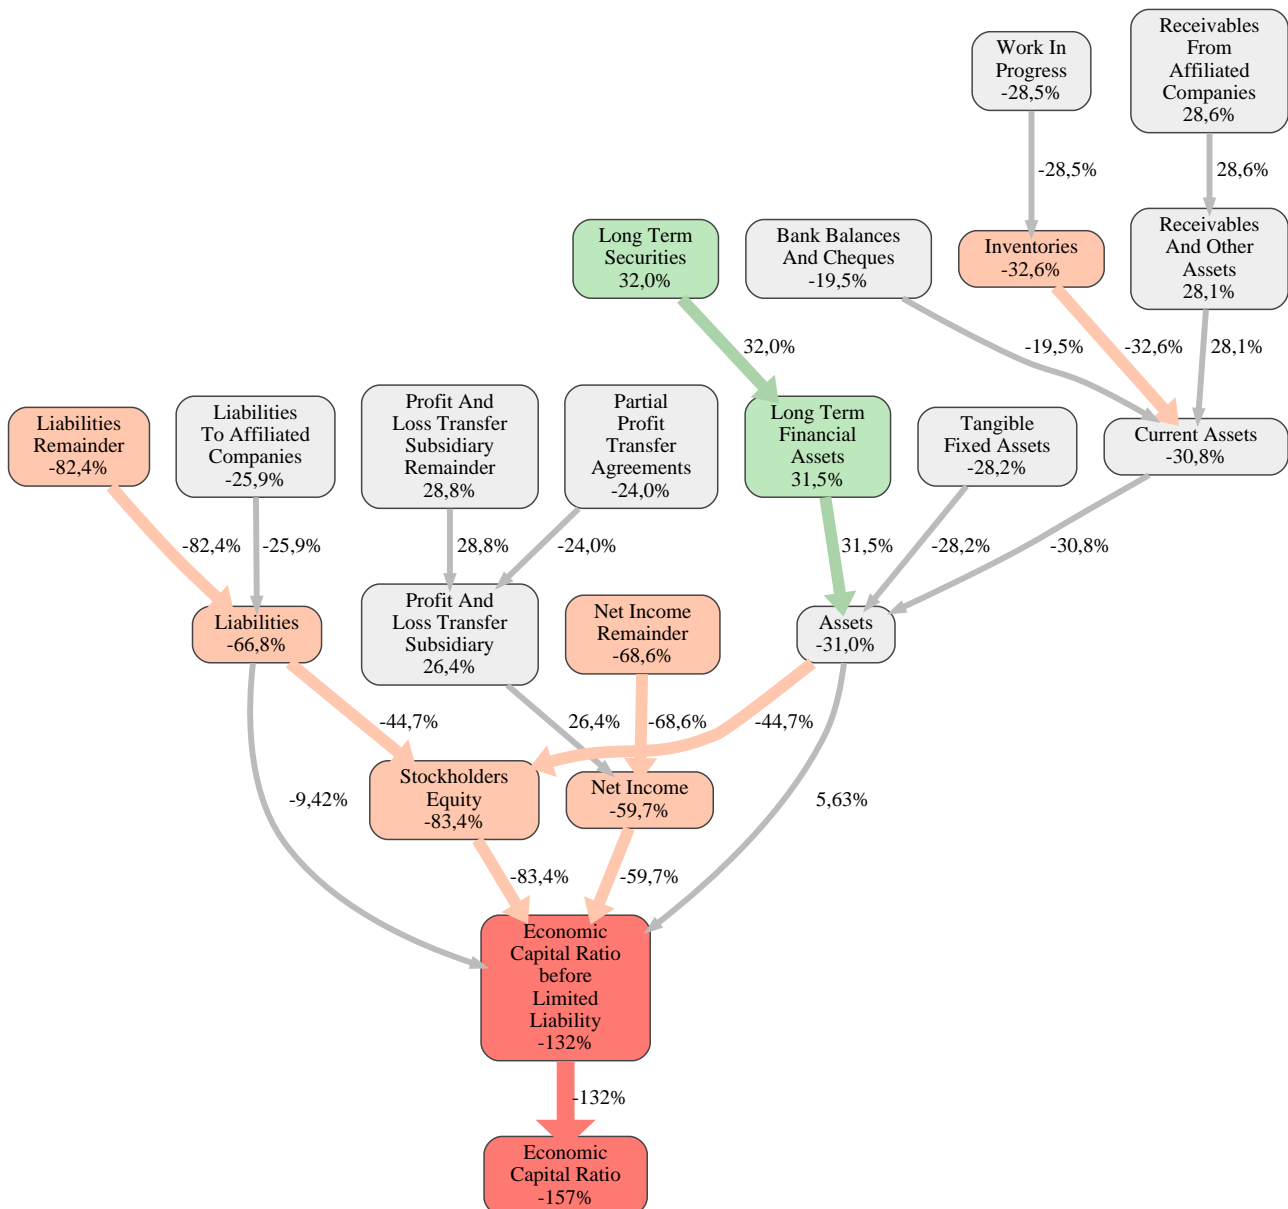 Work In
Progress
-28,5%
Receivables
From
Affiliated
Companies
28,6%
-28,5%
28,6%
Long Term
Securities
32,0%
Bank Balances
And Cheques
-19,5%
Inventories
-32,6%
Receivables
And Other
Assets
28,1%
32,0%
-19,5%
-32,6%
28,1%
Liabilities
Remainder
-82,4%
Liabilities
To Affiliated
Companies
-25,9%
Profit And
Loss Transfer
Subsidiary
Remainder
28,8%
Partial
Profit
Transfer
Agreements
-24,0%
Long Term
Financial
Assets
31,5%
Tangible
Fixed Assets
-28,2%
Current Assets
-30,8%
-82,4%
-25,9%
28,8%
-24,0%
31,5%
-28,2%
-30,8%
Liabilities
-66,8%
Profit And
Loss Transfer
Subsidiary
26,4%
Net Income
Remainder
-68,6%
Assets
-31,0%
-44,7%
26,4%
-68,6%
-44,7%
-9,42%
Stockholders
Equity
-83,4%
Net Income
-59,7%
5,63%
-83,4%
-59,7%
Economic
Capital Ratio
before
Limited
Liability
-132%
-132%
Economic
Capital Ratio
-157%